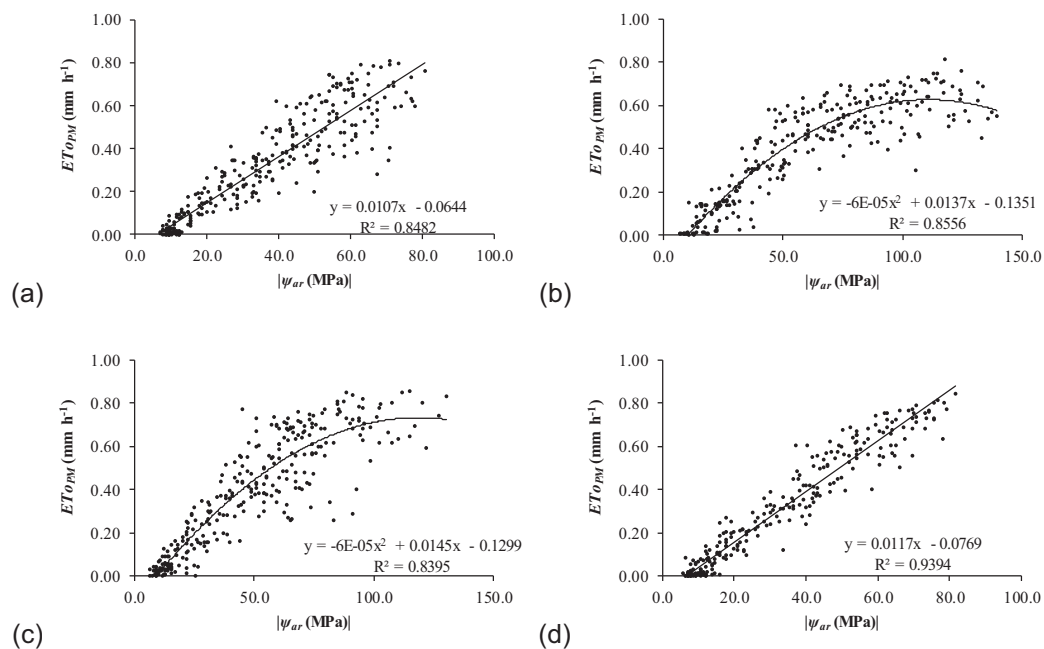 1.00
0.80
0.60
0.40
0.20
0.00
ETo_PM (mm h⁻¹)
y = 0.0107x - 0.0644
R² = 0.8482
0.0 20.0 40.0 60.0 80.0 100.0
|ψ_ar (MPa)|
(a)
1.00
0.80
0.60
0.40
0.20
0.00
ETo_PM (mm h⁻¹)
y = -6E-05x² + 0.0137x - 0.1351
R² = 0.8556
0.0 50.0 100.0 150.0
|ψ_ar (MPa)|
(b)
1.00
0.80
0.60
0.40
0.20
0.00
ETo_PM (mm h⁻¹)
y = -6E-05x² + 0.0145x - 0.1299
R² = 0.8395
0.0 50.0 100.0 150.0
|ψ_ar (MPa)|
(c)
1.00
0.80
0.60
0.40
0.20
0.00
ETo_PM (mm h⁻¹)
y = 0.0117x - 0.0769
R² = 0.9394
0.0 20.0 40.0 60.0 80.0 100.0
|ψ_ar (MPa)|
(d)